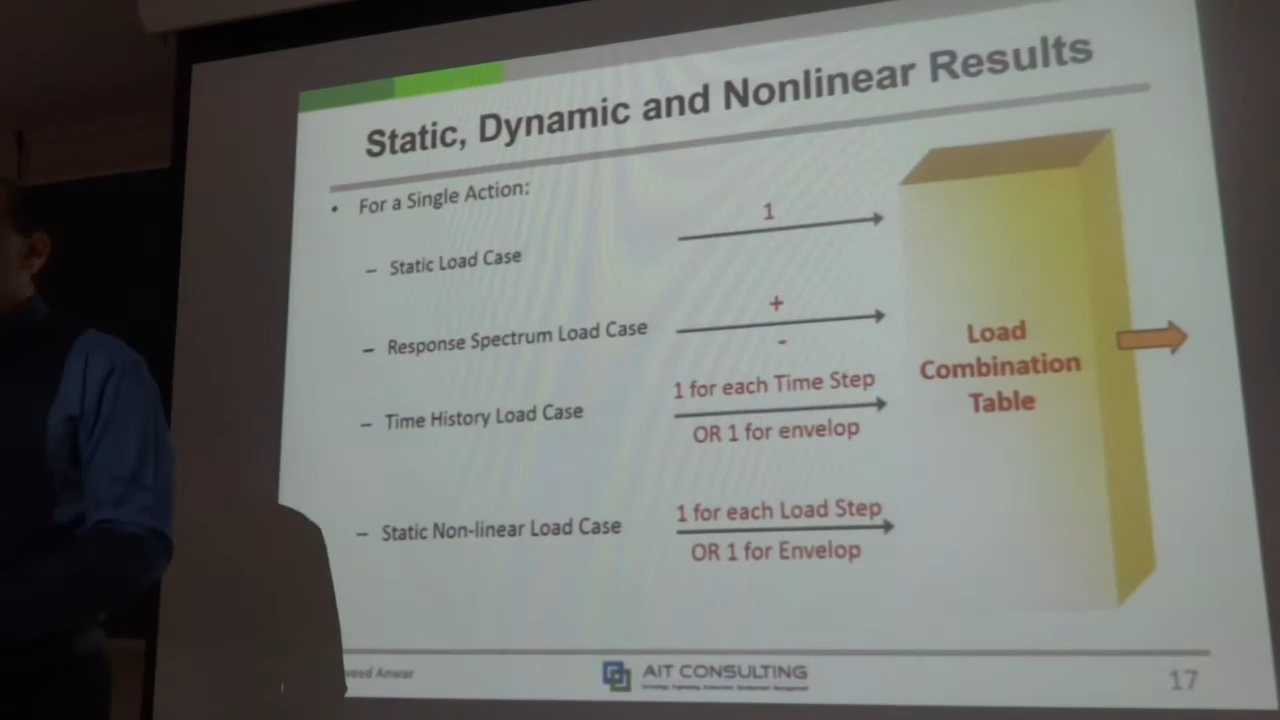 Static, Dynamic and Nonlinear Results
• For a Single Action:
– Static Load Case
1
– Response Spectrum Load Case
+
-
– Time History Load Case
1 for each Time Step
OR 1 for envelop
– Static Non-linear Load Case
1 for each Load Step
OR 1 for Envelop
Load
Combination
Table
Anwar
AIT CONSULTING
17